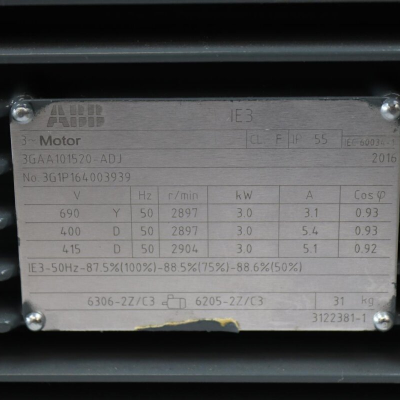 ABB IE3
3~ Motor CL. F IP 55 IEC60034-1
3GAA101520-ADJ 2016
No. 3G1P164003939
V Hz r/min kW A Cos φ
690 Y 50 2897 3.0 3.1 0.93
400 D 50 2897 3.0 5.4 0.93
415 D 50 2904 3.0 5.1 0.92
IE3-50Hz-87.5%(100%)-88.5%(75%)-88.6%(50%)
6306-2Z/C3 6205-2Z/C3 31 kg
3122381-1